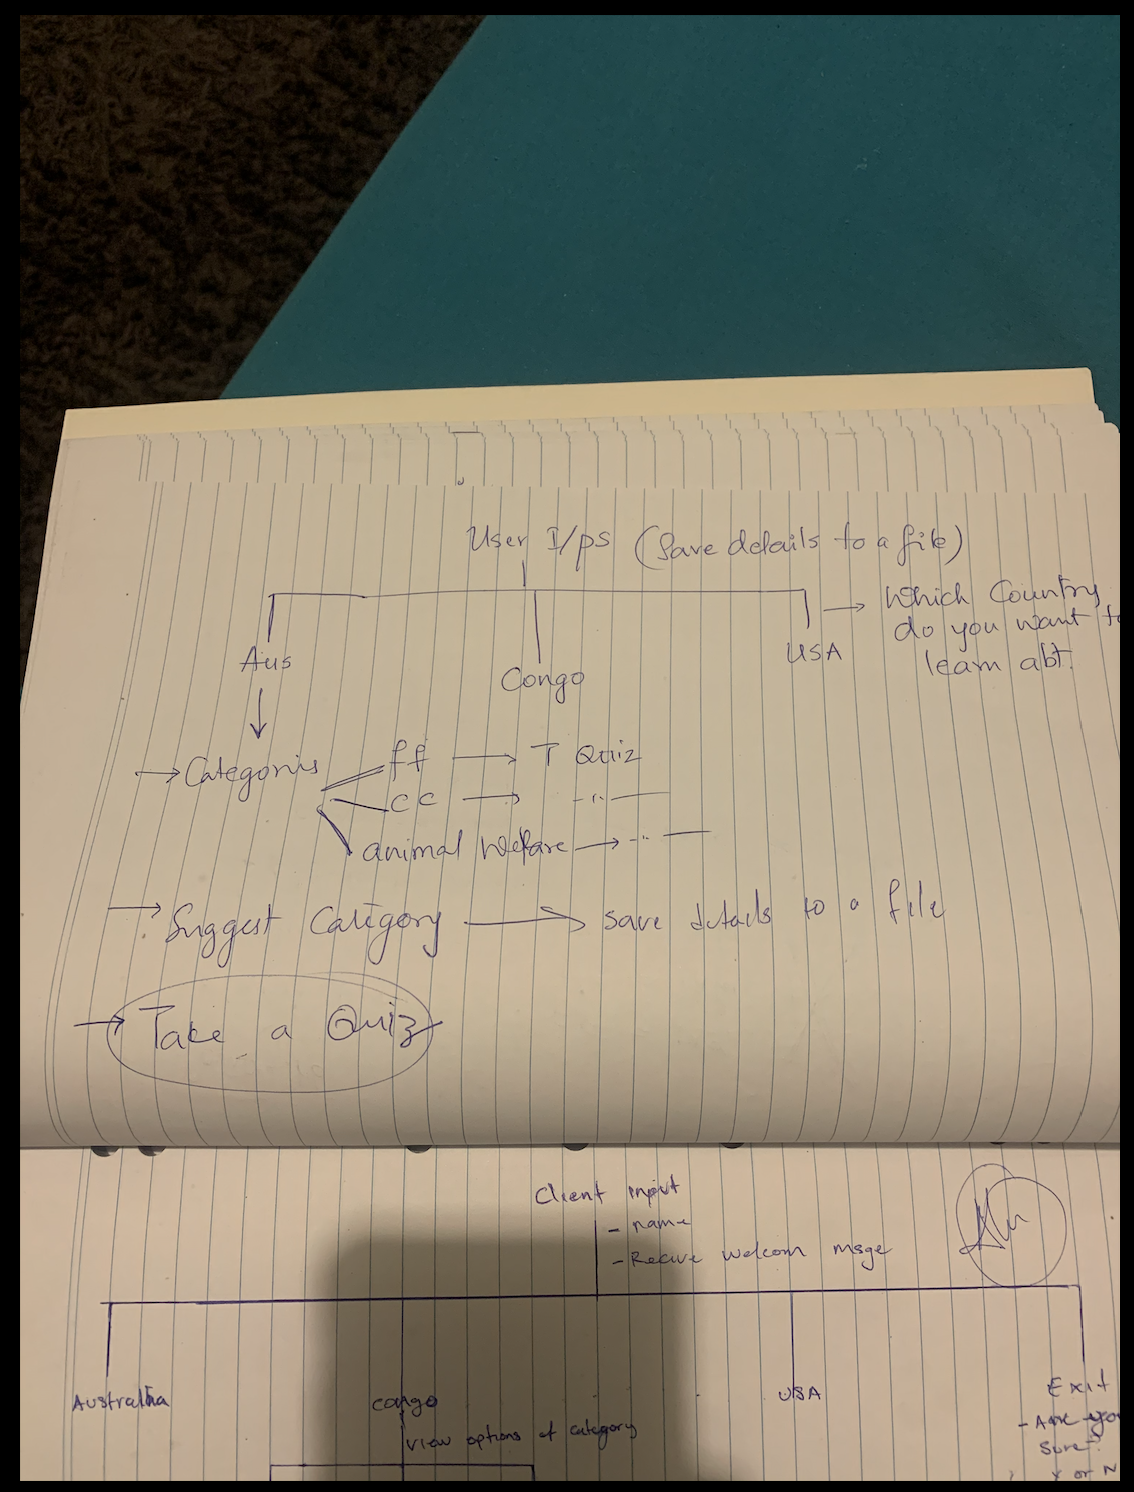 User I/ps (Save details to a file)
Which Country
do you want to
learn abt.
Aus
Congo
USA
Categoris
ff → T Quiz
cc → -"-
animal Welfare → -"-
Suggest Category → save details to a file
Take a Quiz
Client input
- name
- Recive welcom msge
Australia
congo
USA
Exit
view options of category
- Are you
Sure?
Y or N